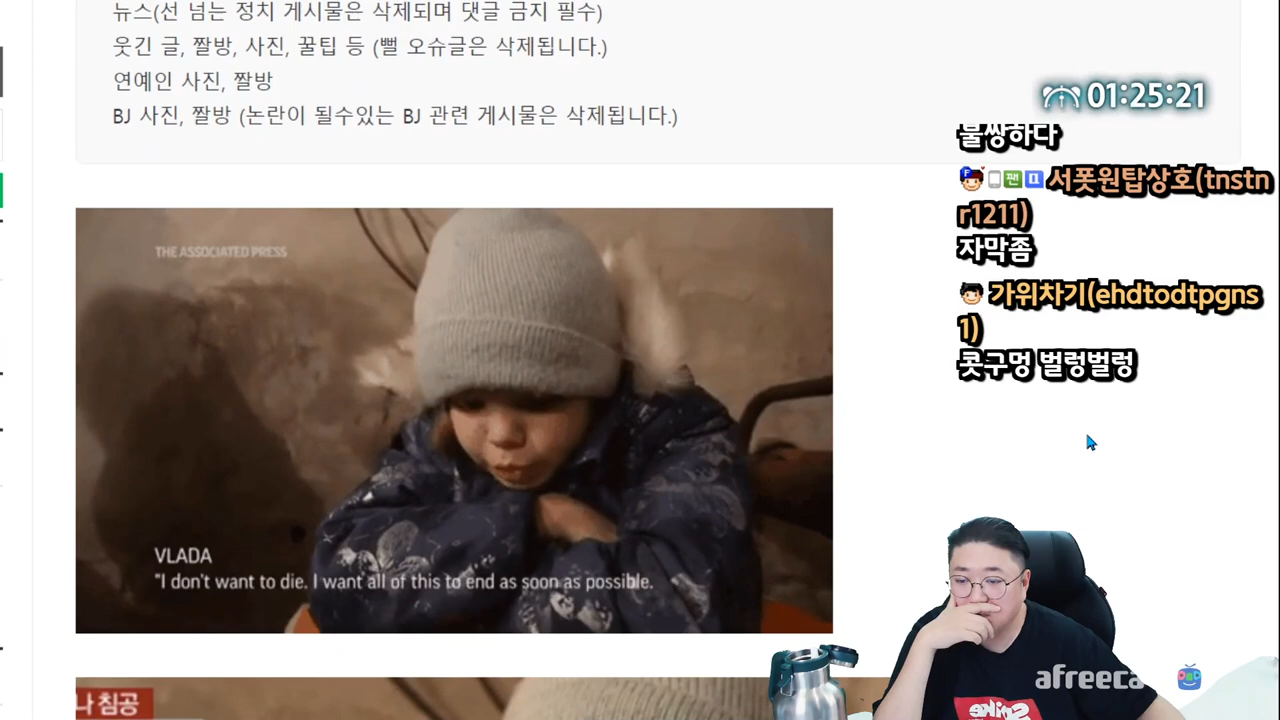 뉴스(선 넘는 정치 게시물은 삭제되며 댓글 금지 필수)
웃긴 글, 짤방, 사진, 꿀팁 등 (뻘 오슈글은 삭제됩니다.)
연예인 사진, 짤방
BJ 사진, 짤방 (논란이 될수있는 BJ 관련 게시물은 삭제됩니다.)
01:25:21
불쌍하다
F 팬 서폿원탑상호(tnstn
r1211)
자막좀
가위차기(ehdtodtpgns
1)
콧구멍 벌렁벌렁
THE ASSOCIATED PRESS
VLADA
"I don't want to die. I want all of this to end as soon as possible.
나 침공
afreeca